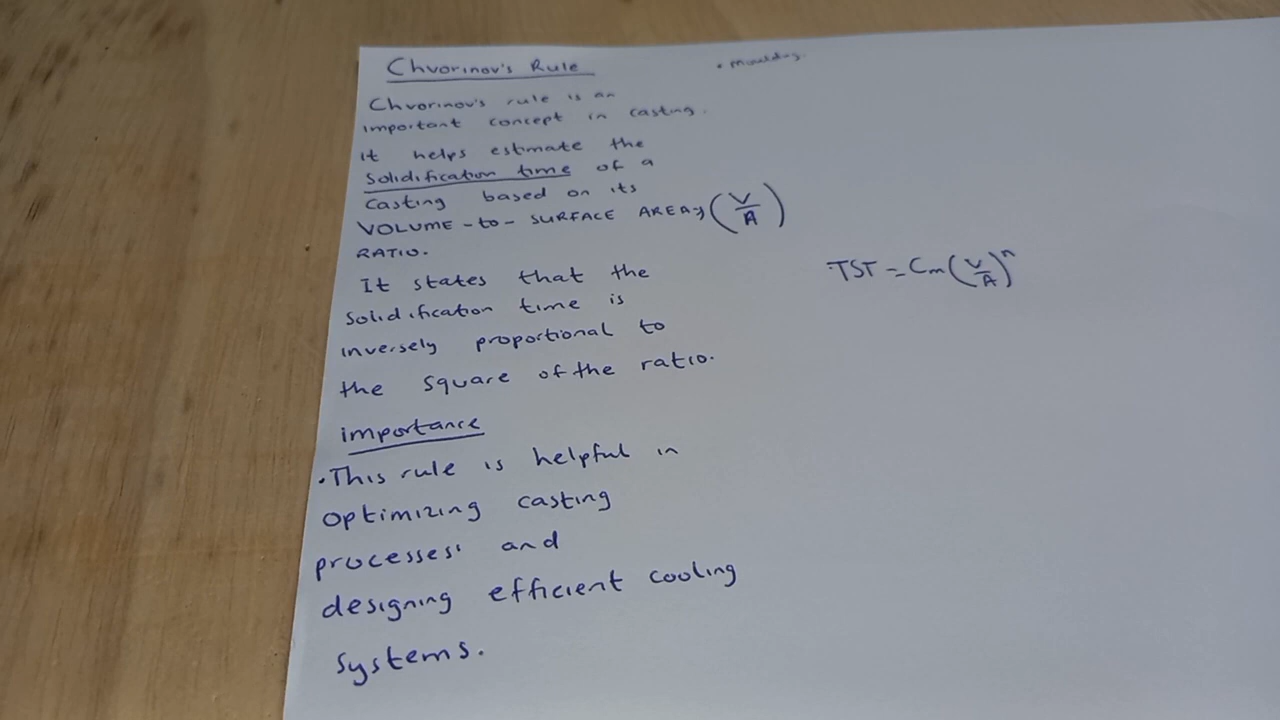 Chvorinov's Rule
• Moulding.
Chvorinov's rule is an
important concept in casting.
It helps estimate the
solidification time of a
casting based on its
VOLUME-to-SURFACE AREA (V/A)
RATIO.
It states that the
solidification time is
inversely proportional to
the square of the ratio.
TST = Cm(V/A)^n
importance
• This rule is helpful in
optimizing casting
processes and
designing efficient cooling
systems.